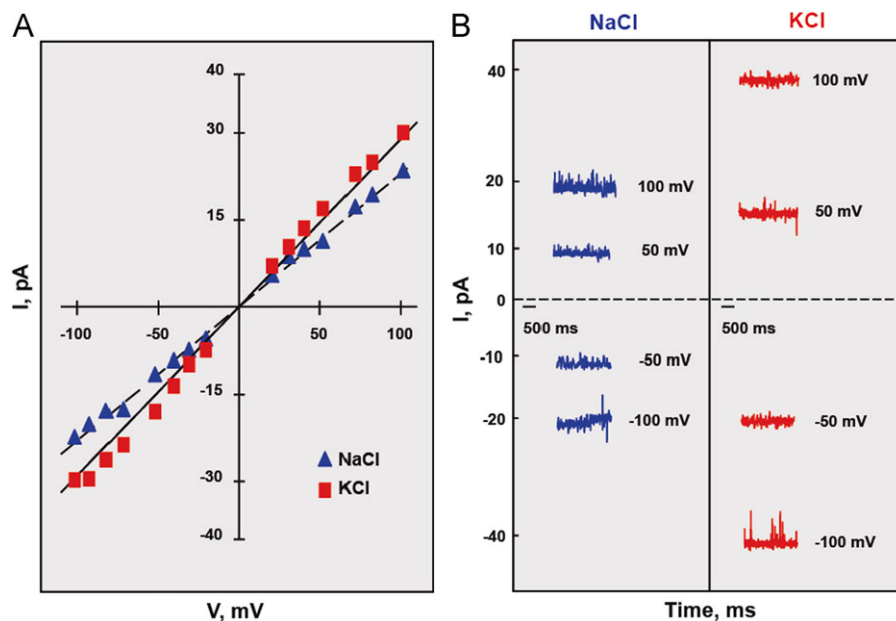 A
I, pA
40
30
15
-100
-50
50
100
-15
-30
-40
NaCl
KCl
V, mV
B
NaCl
KCl
I, pA
40
20
10
0
-10
-20
-40
100 mV
50 mV
500 ms
-50 mV
-100 mV
100 mV
50 mV
500 ms
-50 mV
-100 mV
Time, ms